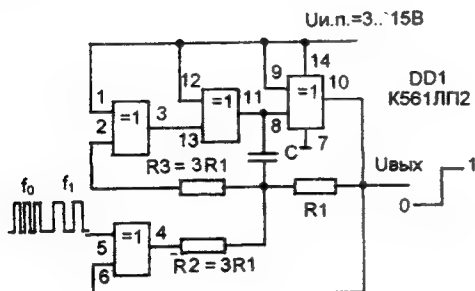 Uи.п.=3..15В
14
9
12
10
=1
DD1
К561ЛП2
1
11
=1
=1
3
8
2
13
7
C
Uвых
1
R3 = 3R1
0
f₀ f₁
R1
=1
4
5
R2 = 3R1
6